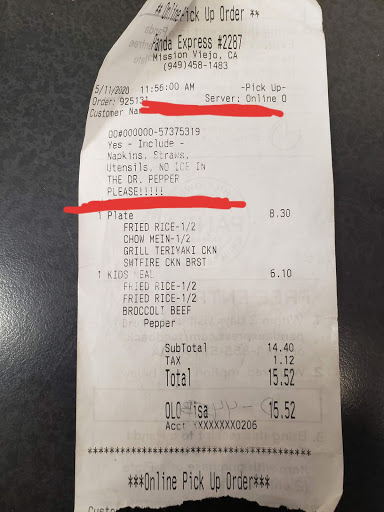 ** Online Pick Up Order **
Panda Express #2287
Mission Viejo, CA
(949)458-1483
5/11/2020 11:56:00 AM -Pick Up-
Order: 925131 Server: Online O
Customer Na
OO#000000-57375319
Yes - Include -
Napkins, Straws,
Utensils, NO ICE IN
THE DR. PEPPER
PLEASE!!!!!
1 Plate 8.30
FRIED RICE-1/2
CHOW MEIN-1/2
GRILL TERIYAKI CKN
SWTFIRE CKN BRST
1 KIDS MEAL 6.10
FRIED RICE-1/2
FRIED RICE-1/2
BROCCOLI BEEF
Dr. Pepper
SubTotal 14.40
TAX 1.12
Total 15.52
OLO Visa 15.52
Acct XXXXXXXX0206
***Online Pick Up Order***